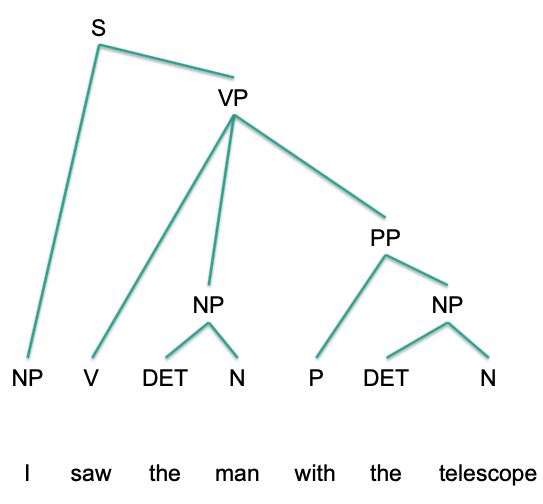 S
VP
PP
NP NP
NP V DET N P DET N
I saw the man with the telescope